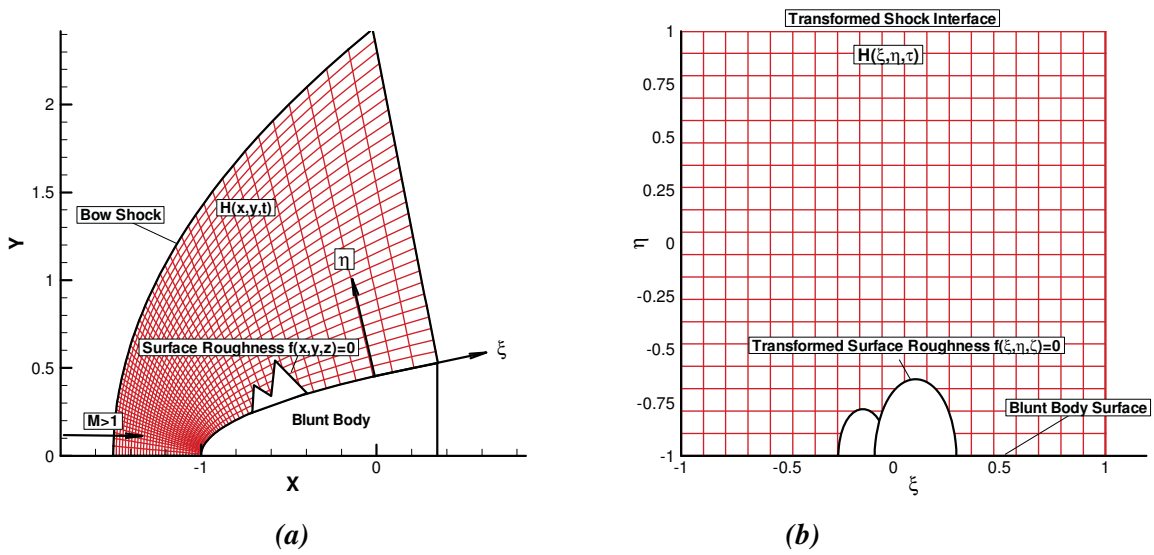 2
1.5
1
0.5
0
Y
-1
0
X
Bow Shock
H(x,y,t)
η
Surface Roughness f(x,y,z)=0
ξ
M>1
Blunt Body
(a)
Transformed Shock Interface
1
0.75
0.5
0.25
0
-0.25
-0.5
-0.75
-1
η
H(ξ,η,τ)
Transformed Surface Roughness f(ξ,η,ζ)=0
Blunt Body Surface
-1
-0.5
0
0.5
1
ξ
(b)